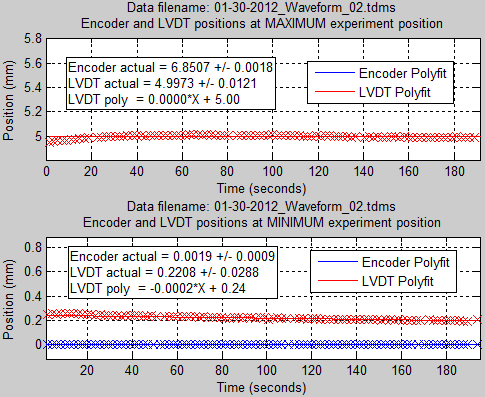 Data filename: 01-30-2012_Waveform_02.tdms
Encoder and LVDT positions at MAXIMUM experiment position
Position (mm)
5.8
5.6
5.4
5.2
5
Encoder actual = 6.8507 +/- 0.0018
LVDT actual = 4.9973 +/- 0.0121
LVDT poly = 0.0000*X + 5.00
Encoder Polyfit
LVDT Polyfit
0 20 40 60 80 100 120 140 160 180
Time (seconds)
Data filename: 01-30-2012_Waveform_02.tdms
Encoder and LVDT positions at MINIMUM experiment position
Position (mm)
0.8
0.6
0.4
0.2
0
Encoder actual = 0.0019 +/- 0.0009
LVDT actual = 0.2208 +/- 0.0288
LVDT poly = -0.0002*X + 0.24
Encoder Polyfit
LVDT Polyfit
20 40 60 80 100 120 140 160 180
Time (seconds)